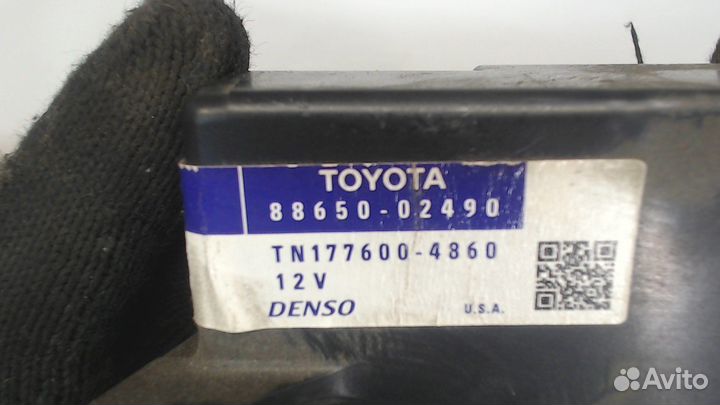 TOYOTA
88650-02490
TN177600-4860
12V
DENSO
U.S.A.
Avito